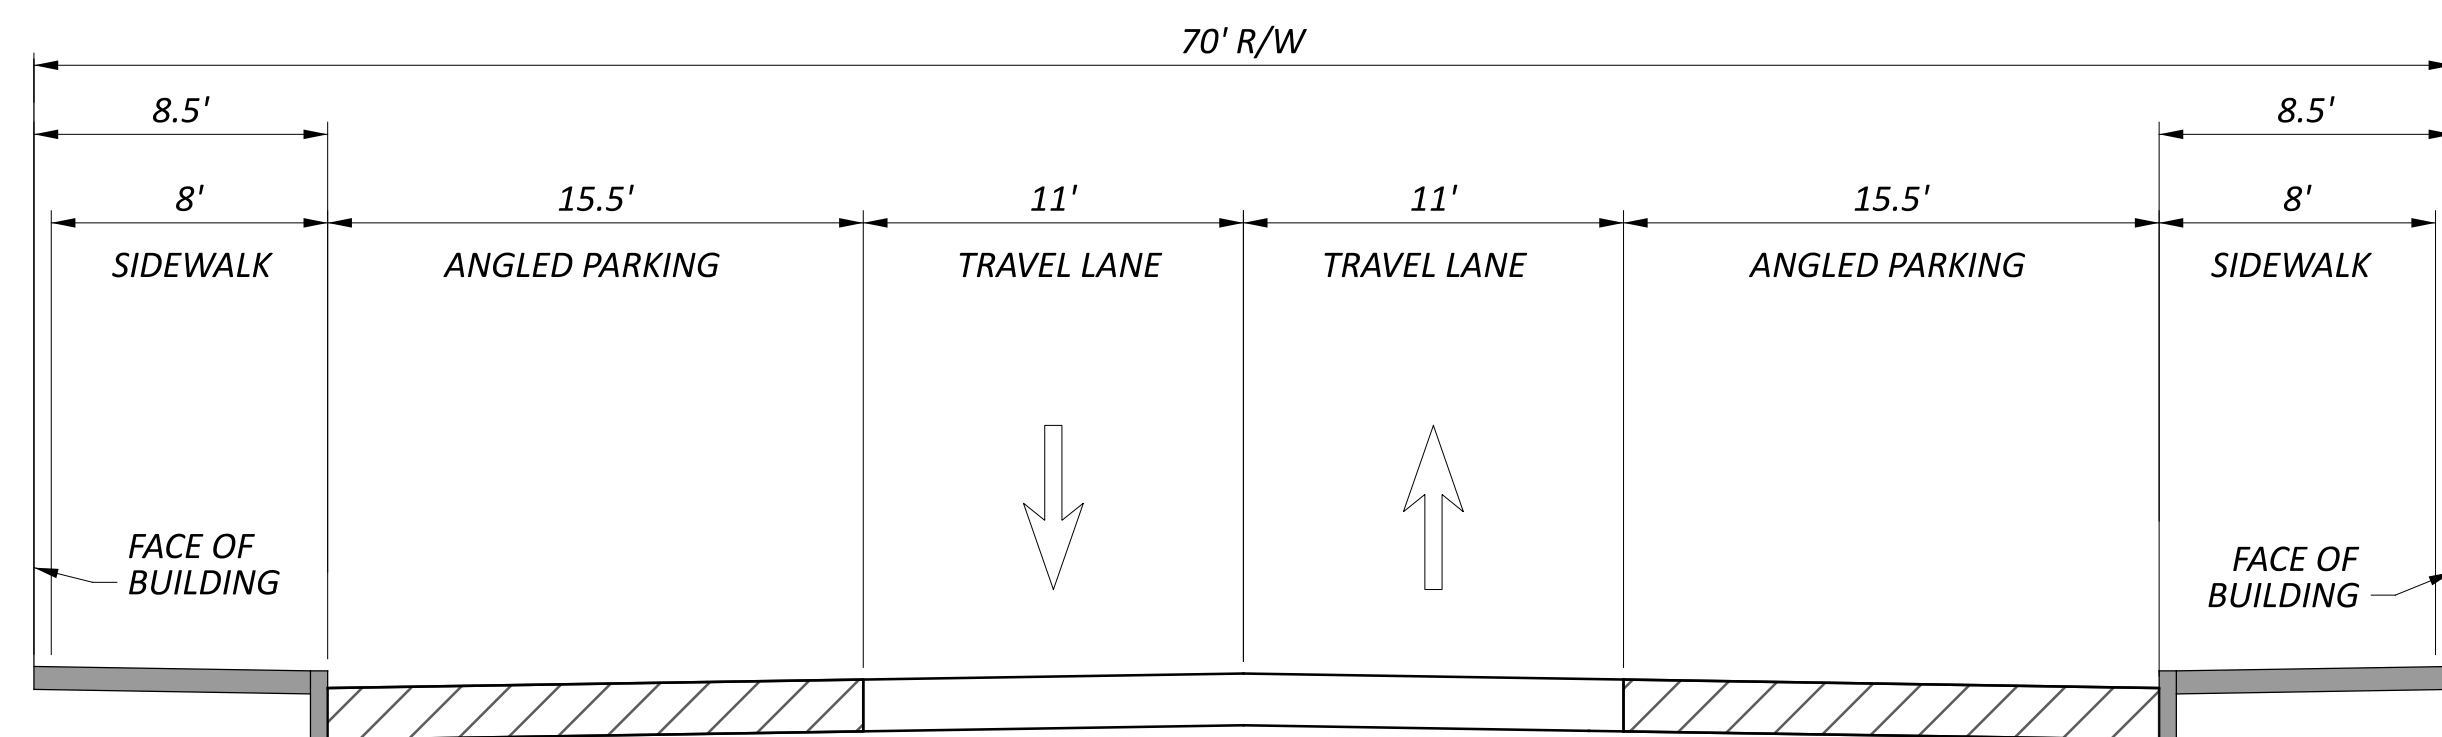 70' R/W
8.5'
8.5'
8'
15.5'
11'
11'
15.5'
8'
SIDEWALK
ANGLED PARKING
TRAVEL LANE
TRAVEL LANE
ANGLED PARKING
SIDEWALK
FACE OF
BUILDING
FACE OF
BUILDING